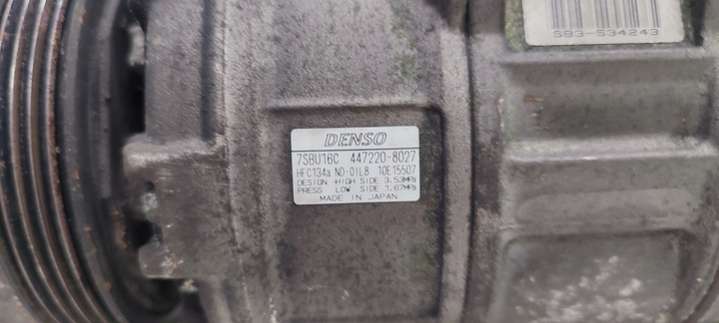 SB3-S34243
DENSO
7SBU16C 447220-8027
HFC134a ND-OIL8 10E15507
DESIGN HIGH SIDE 3.53MPa
PRESS LOW SIDE 1.67MPa
MADE IN JAPAN